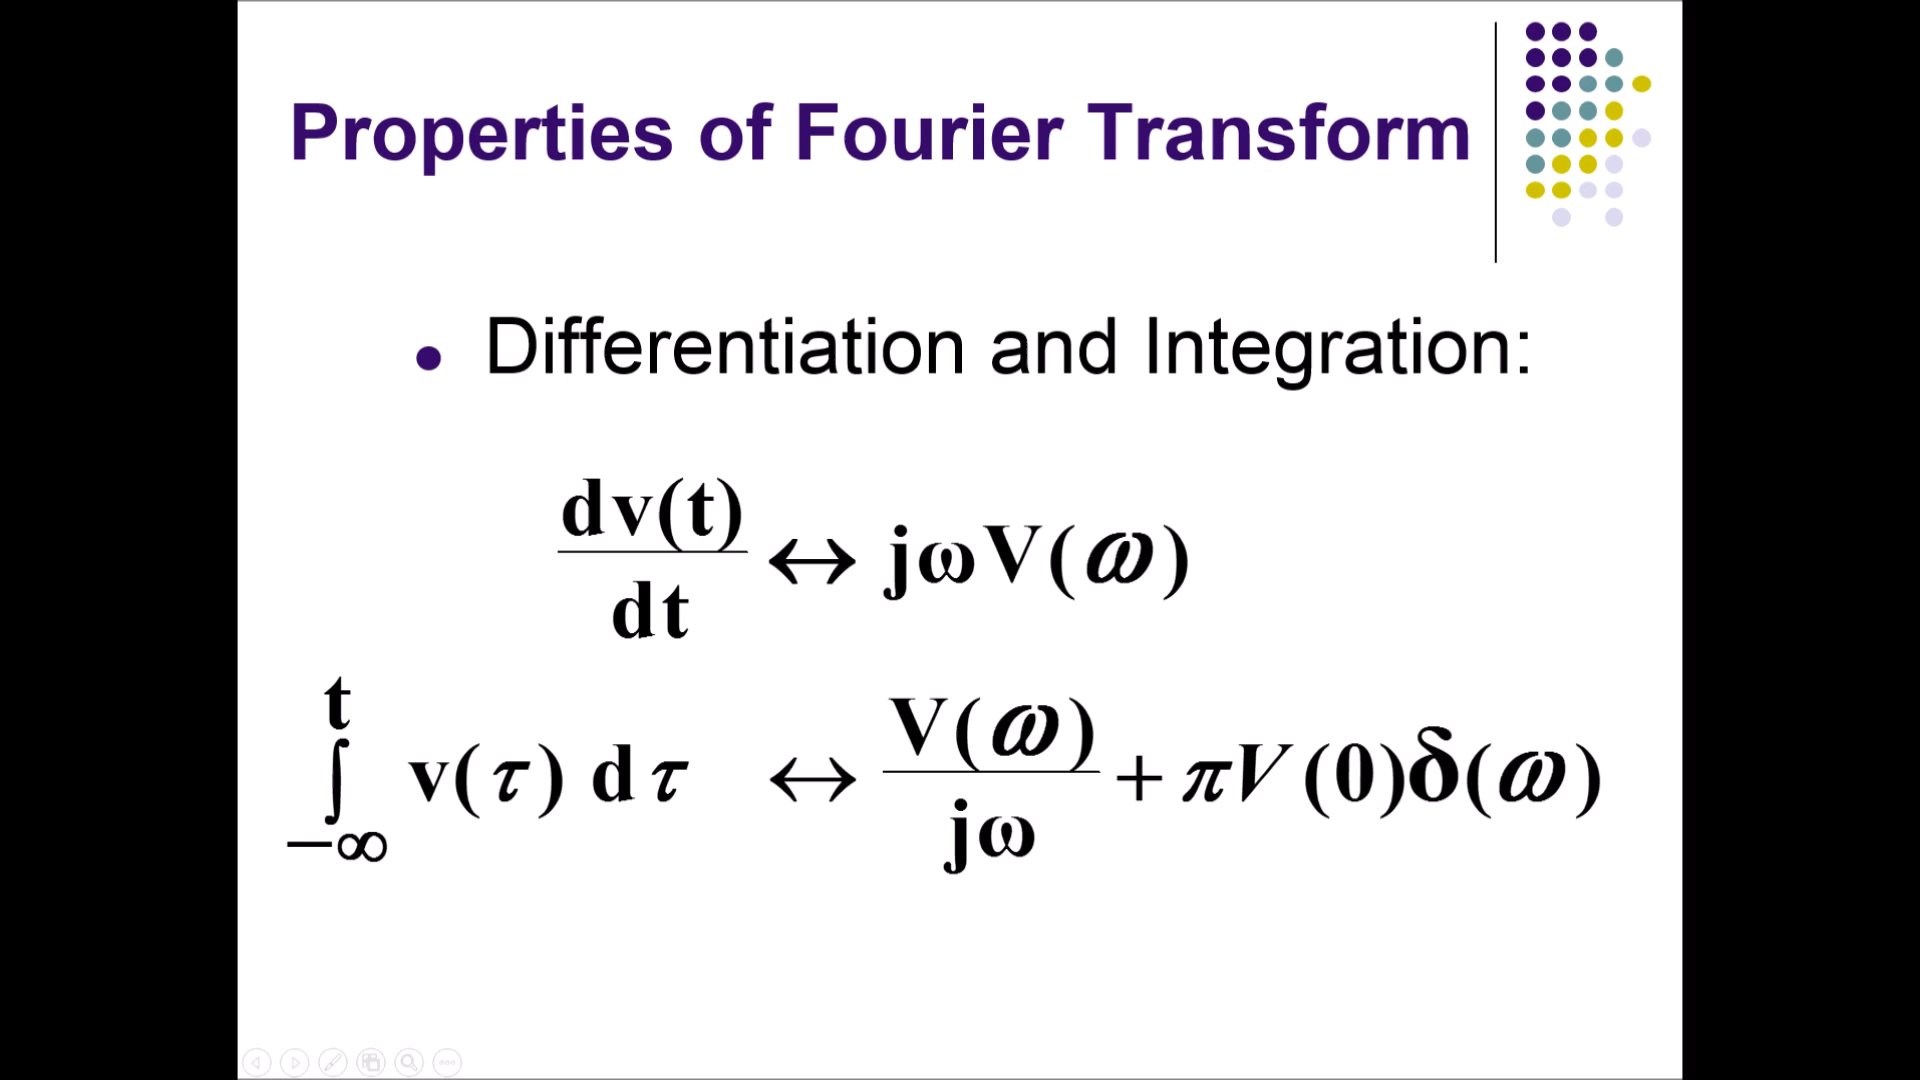 Properties of Fourier Transform
• Differentiation and Integration:
dv(t)/dt ↔ jωV(ω)
∫_{-∞}^{t} v(τ) dτ ↔ V(ω)/jω + πV(0)δ(ω)